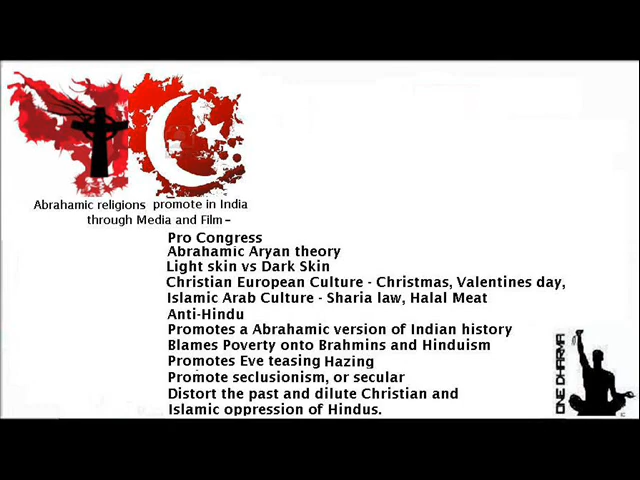 Abrahamic religions promote in India
through Media and Film -
Pro Congress
Abrahamic Aryan theory
Light skin vs Dark Skin
Christian European Culture - Christmas, Valentines day,
Islamic Arab Culture - Sharia law, Halal Meat
Anti-Hindu
Promotes a Abrahamic version of Indian history
Blames Poverty onto Brahmins and Hinduism
Promotes Eve teasing Hazing
Promote seclusionism, or secular
Distort the past and dilute Christian and
Islamic oppression of Hindus.
ONE DHARMA